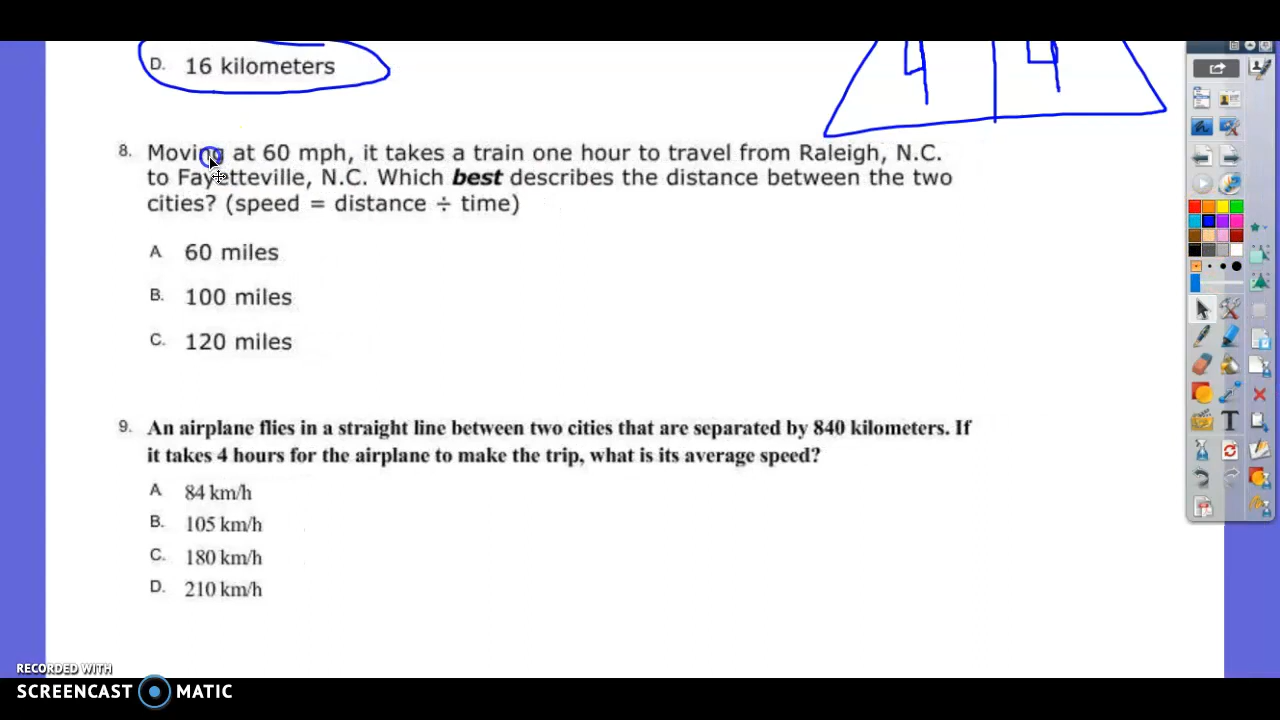 D. 16 kilometers
4 4
8. Moving at 60 mph, it takes a train one hour to travel from Raleigh, N.C.
to Fayetteville, N.C. Which best describes the distance between the two
cities? (speed = distance ÷ time)
A 60 miles
B. 100 miles
C. 120 miles
9. An airplane flies in a straight line between two cities that are separated by 840 kilometers. If
it takes 4 hours for the airplane to make the trip, what is its average speed?
A 84 km/h
B. 105 km/h
C. 180 km/h
D. 210 km/h
RECORDED WITH
SCREENCAST MATIC